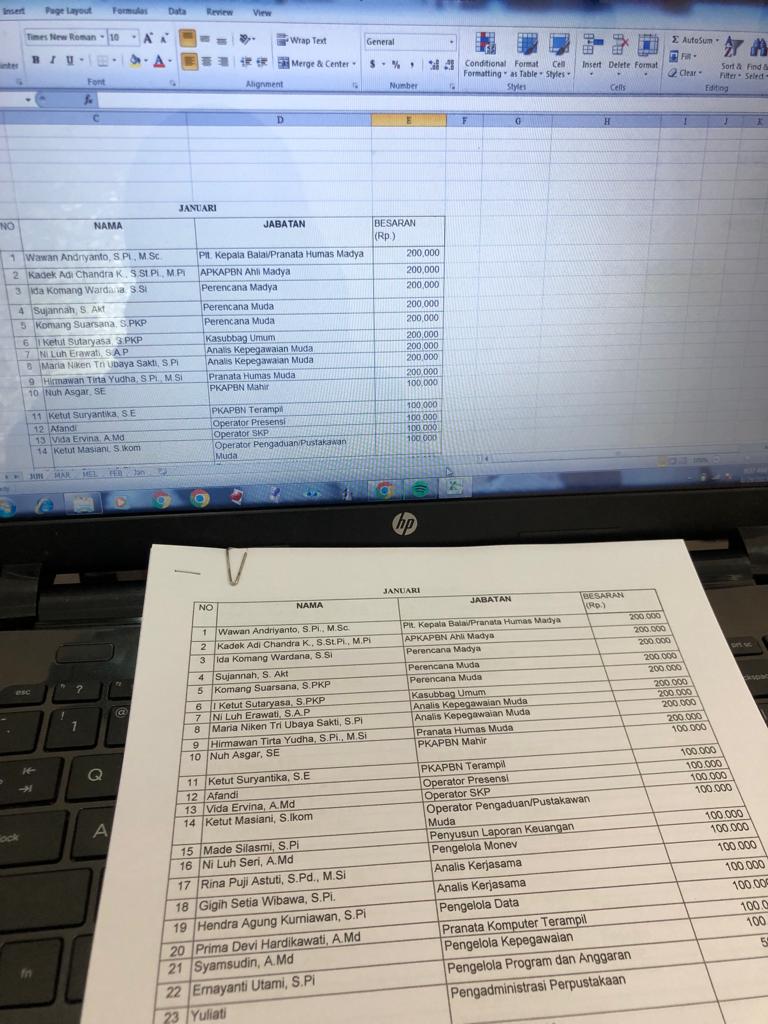 Insert Page Layout Formulas Data Review View
Times New Roman 10 A A Wrap Text General Σ AutoSum
B I U A Merge & Center $ % , Conditional Formatting Format as Table Cell Styles Insert Delete Format Fill Clear Sort & Filter Find & Select
Font Alignment Number Styles Cells Editing
fx
C D E F G H I J K
JANUARI
NO NAMA JABATAN BESARAN (Rp.)
1 Wawan Andriyanto, S.Pi., M.Sc. Plt. Kepala Balai/Pranata Humas Madya 200,000
2 Kadek Adi Chandra K., S.St.Pi., M.Pi APKAPBN Ahli Madya 200,000
3 Ida Komang Wardana, S.Si Perencana Madya 200,000
4 Sujannah, S. Akt Perencana Muda 200,000
5 Komang Suarsana, S.PKP Perencana Muda 200,000
6 I Ketut Sutaryasa, S.PKP Kasubbag Umum 200,000
7 Ni Luh Erawati, S.A.P Analis Kepegawaian Muda 200,000
8 Maria Niken Tri Ubaya Sakti, S.Pi Analis Kepegawaian Muda 200,000
9 Hirmawan Tirta Yudha, S.Pi., M.Si Pranata Humas Muda 200,000
10 Nuh Asgar, SE PKAPBN Mahir 100,000
11 Ketut Suryantika, S.E PKAPBN Terampil 100,000
12 Afandi Operator Presensi 100,000
13 Vida Ervina, A.Md Operator SKP 100,000
14 Ketut Masiani, S.Ikom Operator Pengaduan/Pustakawan Muda 100,000
JUN MAR MEI FEB Jan
hp
JANUARI
NO NAMA JABATAN BESARAN (Rp.)
1 Wawan Andriyanto, S.Pi., M.Sc. Plt. Kepala Balai/Pranata Humas Madya 200.000
2 Kadek Adi Chandra K., S.St.Pi., M.Pi APKAPBN Ahli Madya 200.000
3 Ida Komang Wardana, S.Si Perencana Madya 200.000
4 Sujannah, S. Akt Perencana Muda 200.000
5 Komang Suarsana, S.PKP Perencana Muda 200.000
6 I Ketut Sutaryasa, S.PKP Kasubbag Umum 200.000
7 Ni Luh Erawati, S.A.P Analis Kepegawaian Muda 200.000
8 Maria Niken Tri Ubaya Sakti, S.Pi Analis Kepegawaian Muda 200.000
9 Hirmawan Tirta Yudha, S.Pi., M.Si Pranata Humas Muda 200.000
10 Nuh Asgar, SE PKAPBN Mahir 100.000
11 Ketut Suryantika, S.E PKAPBN Terampil 100.000
12 Afandi Operator Presensi 100.000
13 Vida Ervina, A.Md Operator SKP 100.000
14 Ketut Masiani, S.Ikom Operator Pengaduan/Pustakawan Muda 100.000
15 Made Silasmi, S.Pi Penyusun Laporan Keuangan 100.000
16 Ni Luh Seri, A.Md Pengelola Monev 100.000
17 Rina Puji Astuti, S.Pd., M.Si Analis Kerjasama 100.000
18 Gigih Setia Wibawa, S.Pi. Analis Kerjasama 100.00
19 Hendra Agung Kurniawan, S.Pi Pengelola Data 100.0
20 Prima Devi Hardikawati, A.Md Pranata Komputer Terampil 100.
21 Syamsudin, A.Md Pengelola Kepegawaian 5
22 Ernayanti Utami, S.Pi Pengelola Program dan Anggaran
23 Yuliati Pengadministrasi Perpustakaan
esc
? 1 ! @
Q
A
fn